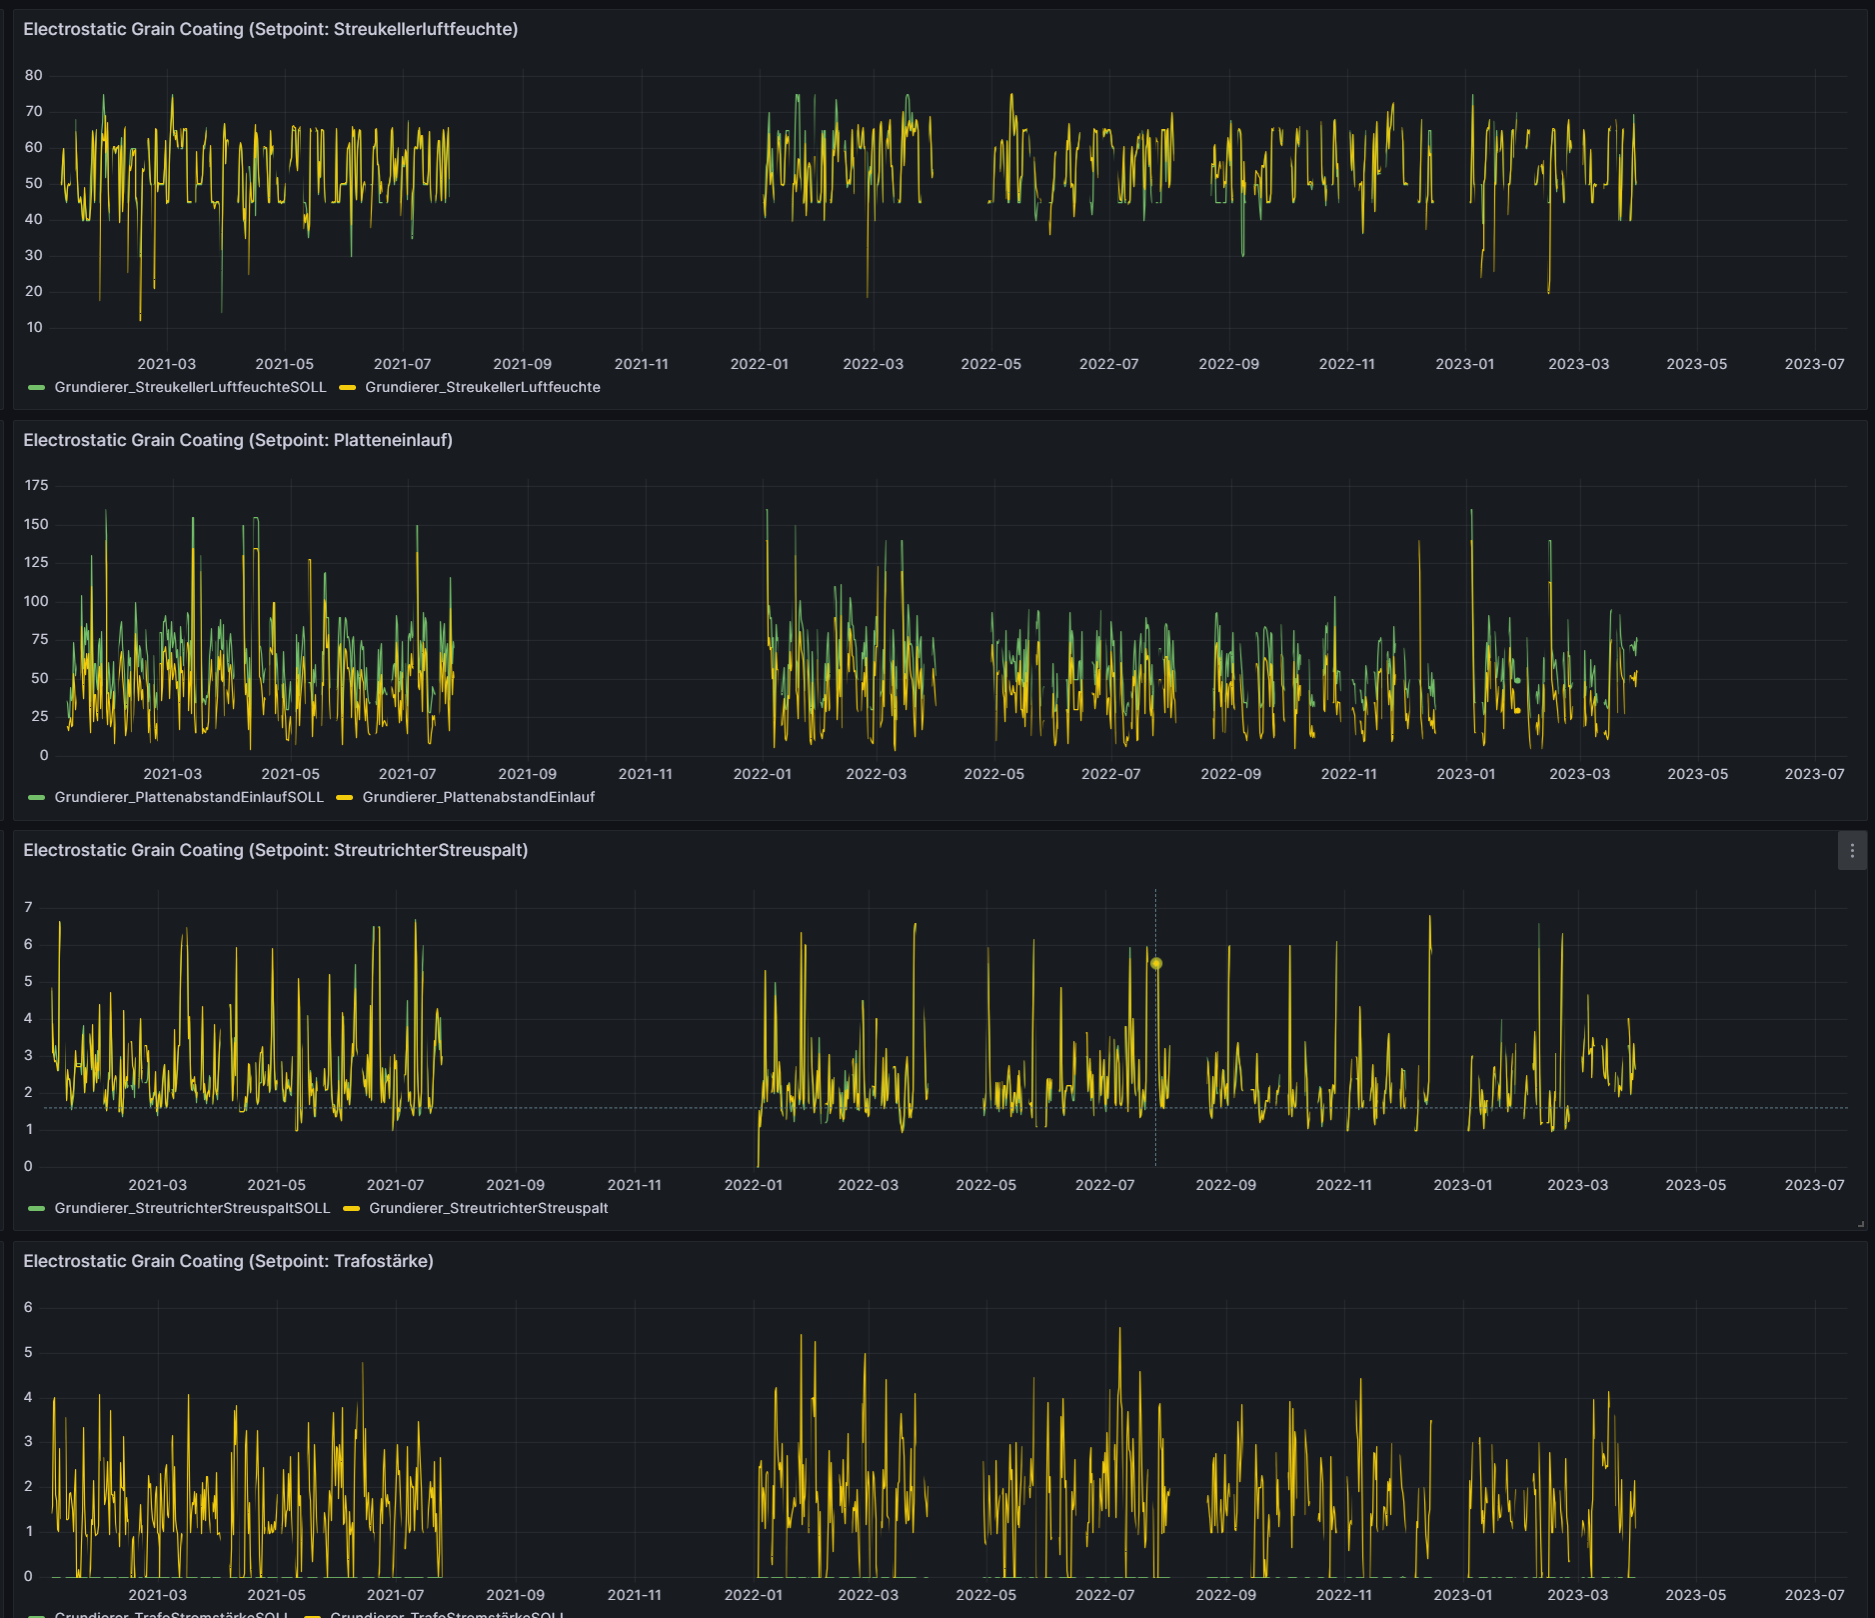 Electrostatic Grain Coating (Setpoint: Streukellerluftfeuchte)
80
70
60
50
40
30
20
10
2021-03 2021-05 2021-07 2021-09 2021-11 2022-01 2022-03 2022-05 2022-07 2022-09 2022-11 2023-01 2023-03 2023-05 2023-07
Grundierer_StreukellerLuftfeuchteSOLL Grundierer_StreukellerLuftfeuchte
Electrostatic Grain Coating (Setpoint: Platteneinlauf)
175
150
125
100
75
50
25
0
2021-03 2021-05 2021-07 2021-09 2021-11 2022-01 2022-03 2022-05 2022-07 2022-09 2022-11 2023-01 2023-03 2023-05 2023-07
Grundierer_PlattenabstandEinlaufSOLL Grundierer_PlattenabstandEinlauf
Electrostatic Grain Coating (Setpoint: StreutrichterStreuspalt)
7
6
5
4
3
2
1
0
2021-03 2021-05 2021-07 2021-09 2021-11 2022-01 2022-03 2022-05 2022-07 2022-09 2022-11 2023-01 2023-03 2023-05 2023-07
Grundierer_StreutrichterStreuspaltSOLL Grundierer_StreutrichterStreuspalt
Electrostatic Grain Coating (Setpoint: Trafostärke)
6
5
4
3
2
1
0
2021-03 2021-05 2021-07 2021-09 2021-11 2022-01 2022-03 2022-05 2022-07 2022-09 2022-11 2023-01 2023-03 2023-05 2023-07
Grundierer_TrafoStromstärkeSOLL Grundierer_TrafoStromstärkeSOLL